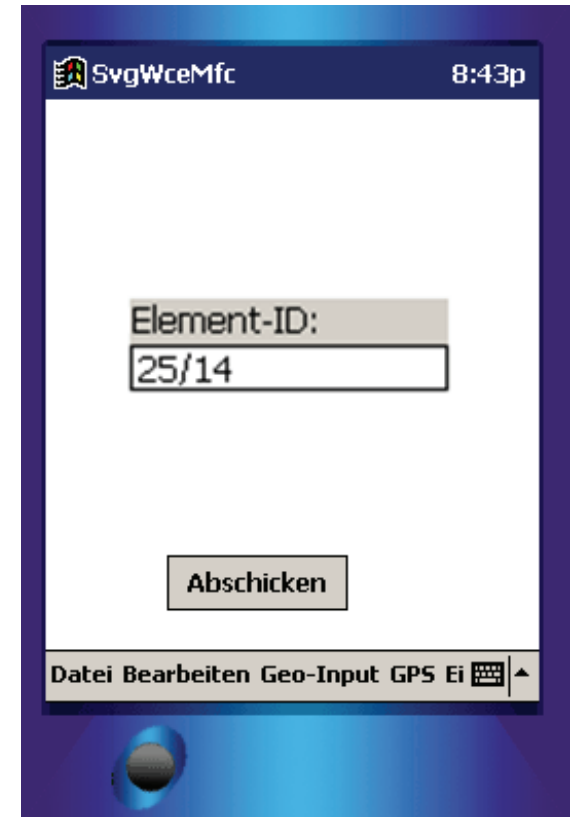 SvgWceMfc 8:43p
Element-ID:
25/14
Abschicken
Datei Bearbeiten Geo-Input GPS Ei